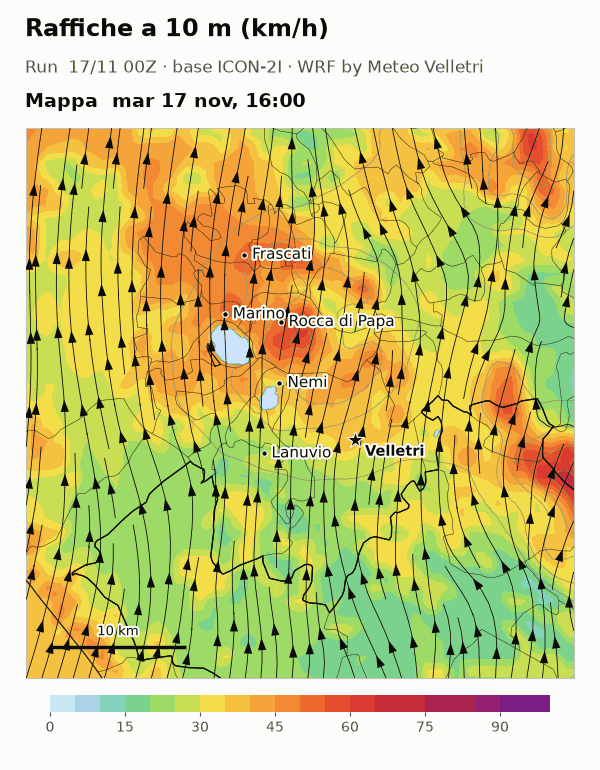 Raffiche a 10 m (km/h)
Run  17/11 00Z · base ICON-2I · WRF by Meteo Velletri
Mappa  mar 17 nov, 16:00
Frascati
Marino
Rocca di Papa
Nemi
Velletri
Lanuvio
10 km
0 15 30 45 60 75 90